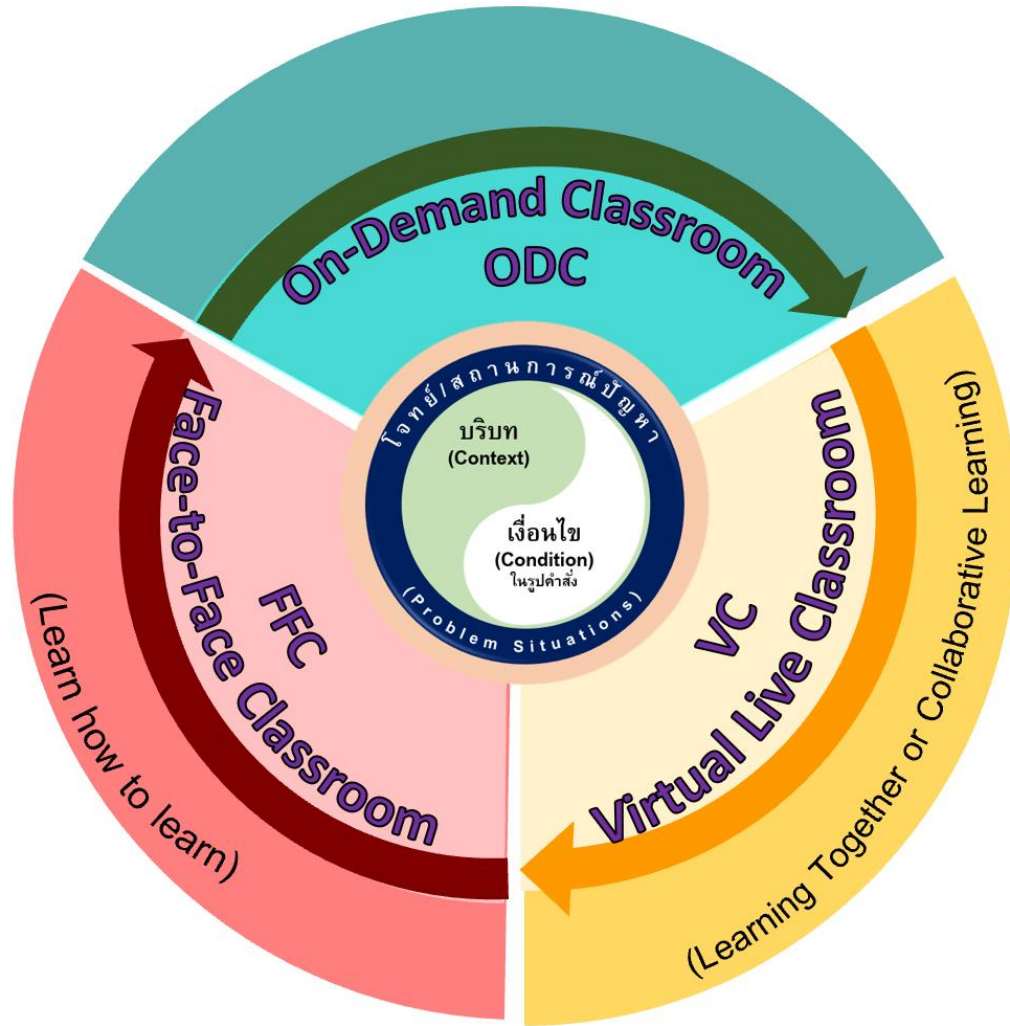 On-Demand Classroom
ODC
โจทย์/สถานการณ์ปัญหา
บริบท
(Context)
เงื่อนไข
(Condition)
ในรูปคำสั่ง
(Problem Situations)
Face-to-Face Classroom
FFC
(Learn how to learn)
VC
Virtual Live Classroom
(Learning Together or Collaborative Learning)